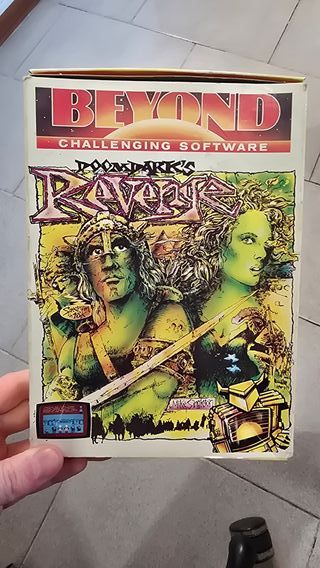 BEYOND
CHALLENGING SOFTWARE
DOOMDARK'S
Revenge